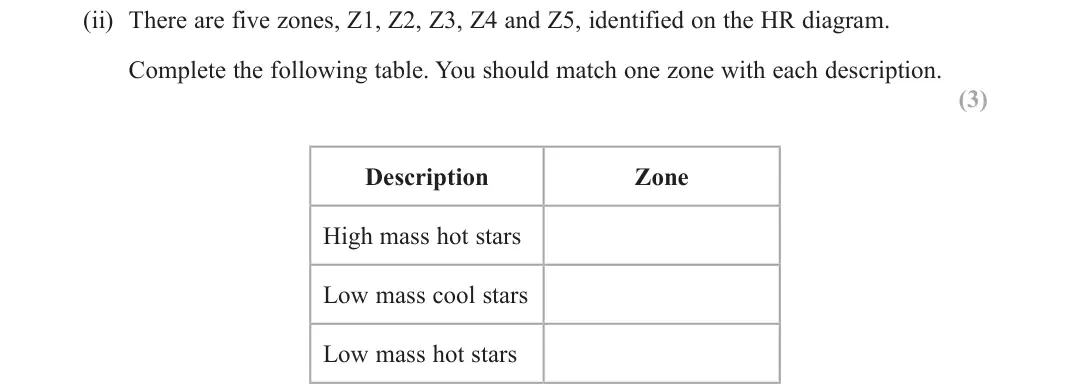 (ii) There are five zones, Z1, Z2, Z3, Z4 and Z5, identified on the HR diagram.
Complete the following table. You should match one zone with each description.
(3)
Description Zone
High mass hot stars
Low mass cool stars
Low mass hot stars